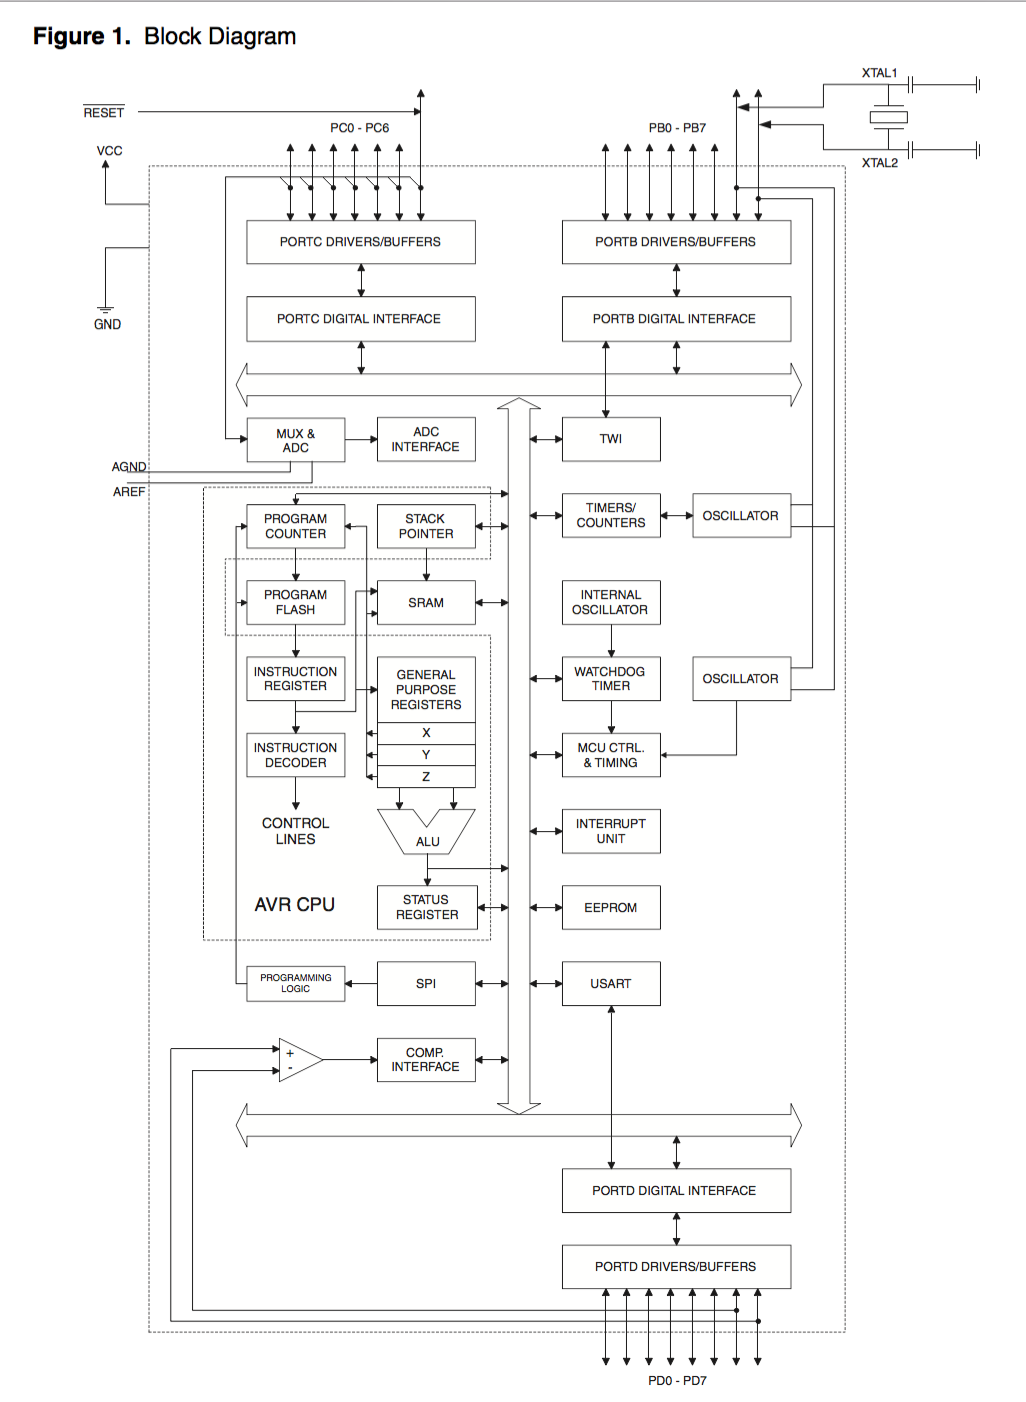 Figure 1. Block Diagram
XTAL1
RESET
PC0 - PC6
PB0 - PB7
VCC
XTAL2
PORTC DRIVERS/BUFFERS
PORTB DRIVERS/BUFFERS
GND
PORTC DIGITAL INTERFACE
PORTB DIGITAL INTERFACE
MUX &
ADC
ADC
INTERFACE
TWI
AGND
AREF
PROGRAM
COUNTER
STACK
POINTER
TIMERS/
COUNTERS
OSCILLATOR
PROGRAM
FLASH
SRAM
INTERNAL
OSCILLATOR
INSTRUCTION
REGISTER
GENERAL
PURPOSE
REGISTERS
WATCHDOG
TIMER
OSCILLATOR
X
Y
Z
INSTRUCTION
DECODER
MCU CTRL.
& TIMING
CONTROL
LINES
ALU
INTERRUPT
UNIT
AVR CPU
STATUS
REGISTER
EEPROM
PROGRAMMING
LOGIC
SPI
USART
+
-
COMP.
INTERFACE
PORTD DIGITAL INTERFACE
PORTD DRIVERS/BUFFERS
PD0 - PD7